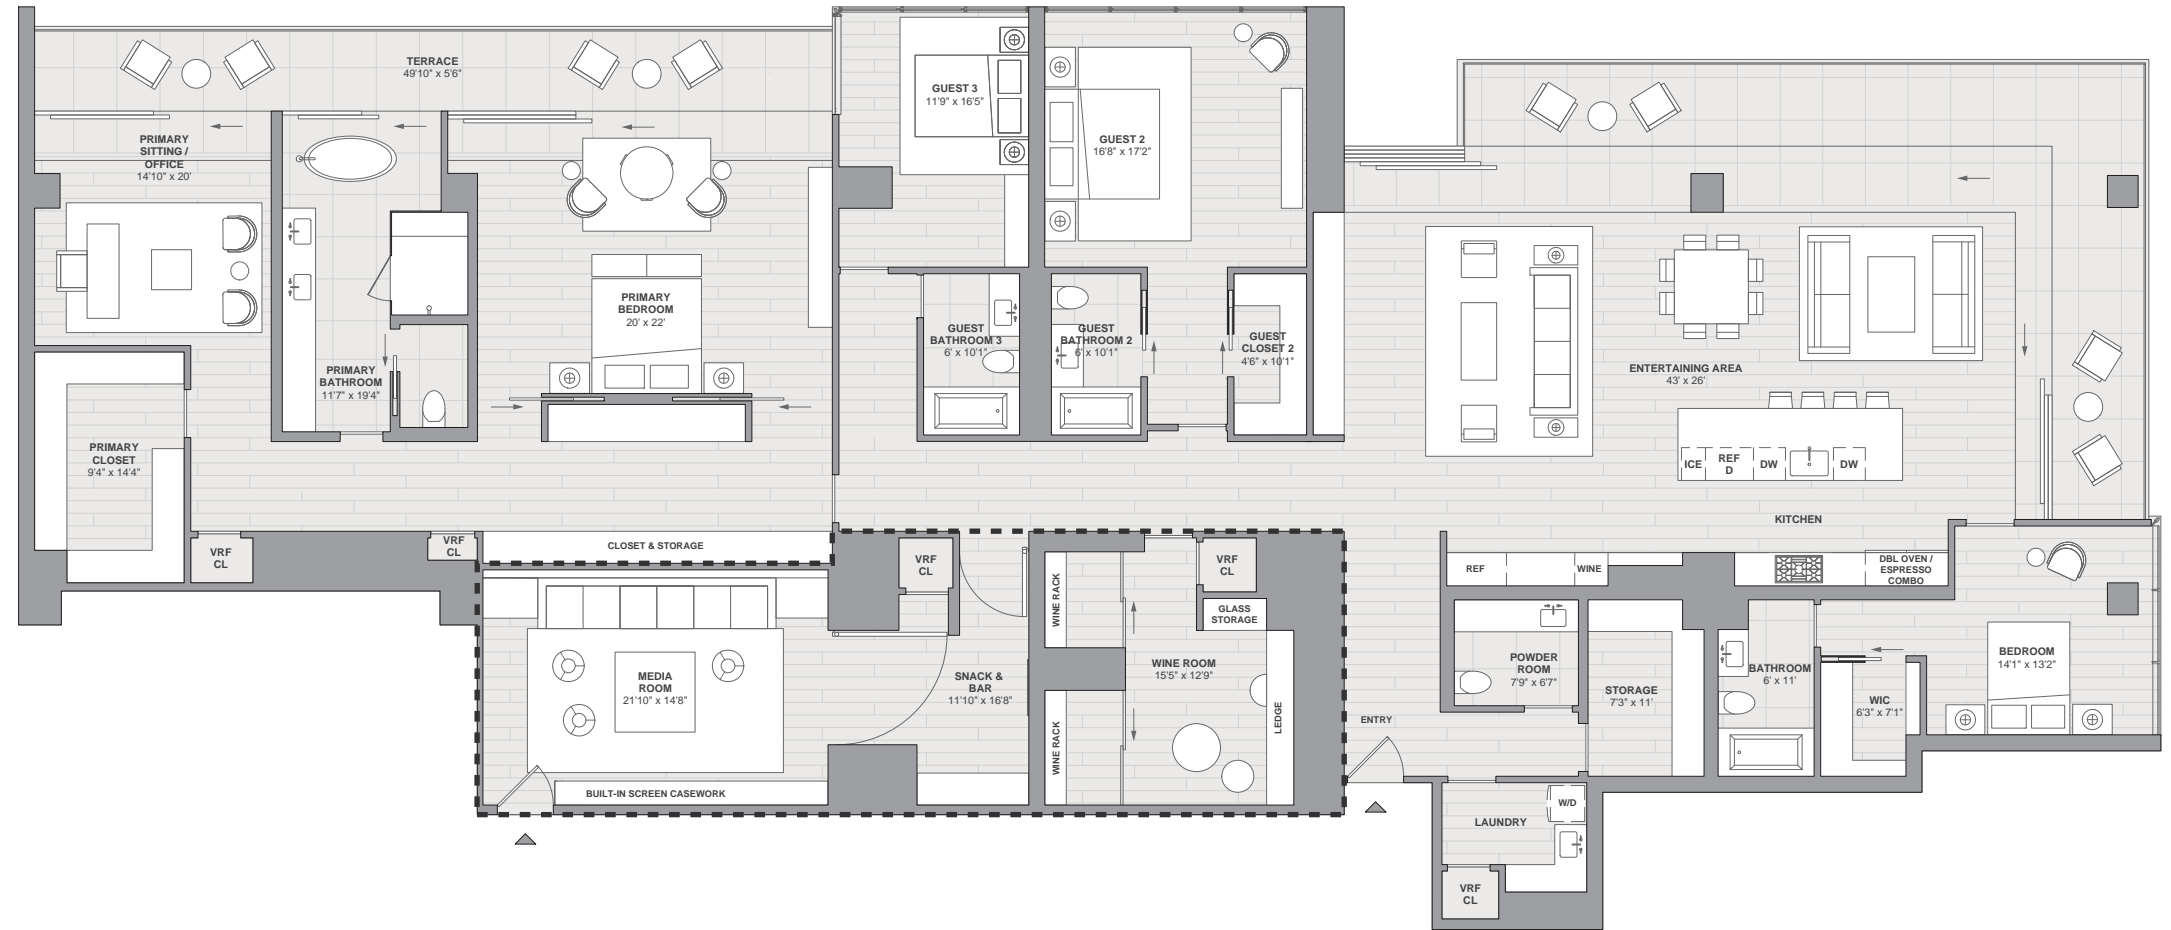 TERRACE
49'10" x 5'6"
GUEST 3
11'9" x 16'5"
GUEST 2
16'8" x 17'2"
PRIMARY
SITTING /
OFFICE
14'10" x 20'
PRIMARY
BEDROOM
20' x 22'
GUEST
BATHROOM 3
6' x 10'1"
GUEST
BATHROOM 2
6' x 10'1"
GUEST
CLOSET 2
4'6" x 10'1"
ENTERTAINING AREA
43' x 26'
PRIMARY
BATHROOM
11'7" x 19'4"
PRIMARY
CLOSET
9'4" x 14'4"
ICE
REF
D
DW
DW
KITCHEN
VRF
CL
VRF
CL
CLOSET & STORAGE
VRF
CL
VRF
CL
REF
WINE
DBL OVEN /
ESPRESSO
COMBO
WINE RACK
GLASS
STORAGE
MEDIA
ROOM
21'10" x 14'8"
SNACK &
BAR
11'10" x 16'8"
WINE ROOM
15'5" x 12'9"
POWDER
ROOM
7'9" x 6'7"
STORAGE
7'3" x 11'
BATHROOM
6' x 11'
BEDROOM
14'1" x 13'2"
WIC
6'3" x 7'1"
WINE RACK
LEDGE
ENTRY
BUILT-IN SCREEN CASEWORK
W/D
LAUNDRY
VRF
CL